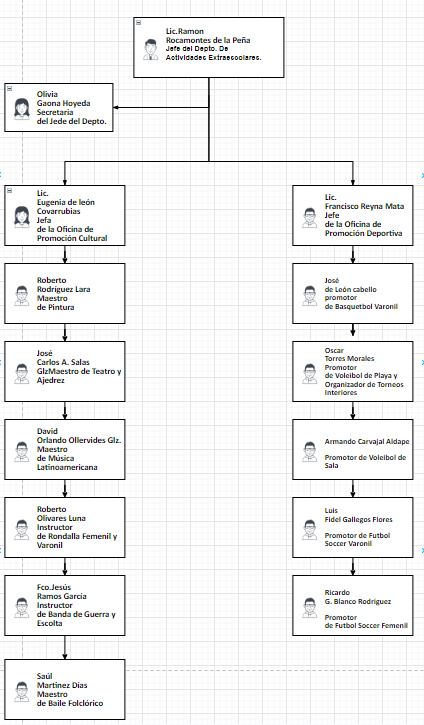 Lic.Ramon
Rocamontes de la Peña
Jefe del Depto. De
Actividades Extraescolares.
Olivia
Gaona Hoyeda
Secretaria
del Jede del Depto.
Lic.
Eugenia de león
Covarrubias
Jefa
de la Oficina de
Promoción Cultural
Roberto
Rodríguez Lara
Maestro
de Pintura
José
Carlos A. Salas
GlzMaestro de Teatro y
Ajedrez
David
Orlando Ollervides Glz.
Maestro
de Música
Latinoamericana
Roberto
Olivares Luna
Instructor
de Rondalla Femenil y
Varonil
Fco.Jesús
Ramos García
Instructor
de Banda de Guerra y
Escolta
Saúl
Martinez Días
Maestro
de Baile Folclórico
Lic.
Francisco Reyna Mata
Jefe
de la Oficina de
Promoción Deportiva
José
de León cabello
promotor
de Basquetbol Varonil
Oscar
Torres Morales
Promotor
de Voleibol de Playa y
Organizador de Torneos
Interiores
Armando Carvajal Aldape
Promotor de Voleibol de
Sala
Luis
Fidel Gallegos Flores
Promotor de Futbol
Soccer Varonil
Ricardo
G. Blanco Rodríguez
Promotor
de Futbol Soccer Femenil